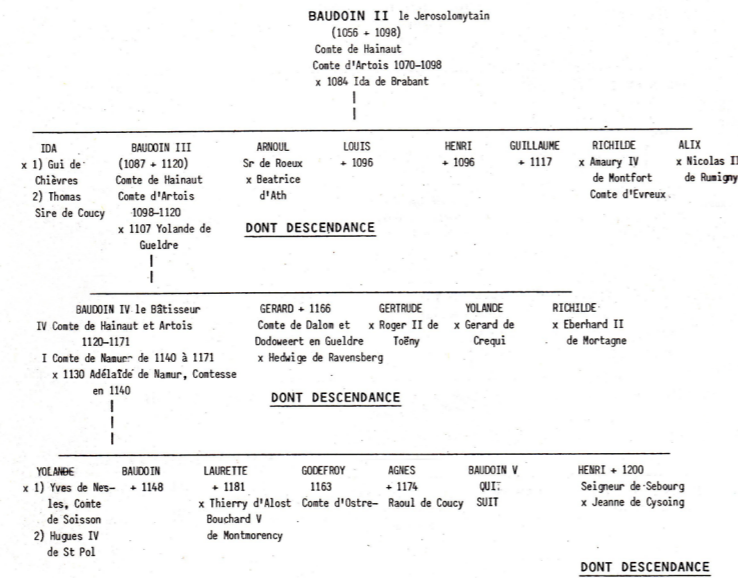 BAUDOIN II le Jerosolomytain
(1056 + 1098)
Comte de Hainaut
Comte d'Artois 1070-1098
x 1084 Ida de Brabant
IDA
x 1) Gui de
Chièvres
2) Thomas
Sire de Coucy
BAUDOIN III
(1087 + 1120)
Comte de Hainaut
Comte d'Artois
1098-1120
x 1107 Yolande de
Gueldre
ARNOUL
Sr de Roeux
x Beatrice
d'Ath
DONT DESCENDANCE
LOUIS
+ 1096
HENRI
+ 1096
GUILLAUME
+ 1117
RICHILDE
x Amaury IV
de Montfort
Comte d'Evreux.
ALIX
x Nicolas II
de Rumigny
BAUDOIN IV le Bâtisseur
IV Comte de Hainaut et Artois
1120-1171
I Comte de Namur de 1140 à 1171
x 1130 Adélaïde de Namur, Comtesse
en 1140
GERARD + 1166
Comte de Dalom et
Dodoweert en Gueldre
x Hedwige de Ravensberg
DONT DESCENDANCE
GERTRUDE
x Roger II de
Toëny
YOLANDE
x Gerard de
Crequi
RICHILDE
x Eberhard II
de Mortagne
YOLANDE
x 1) Yves de Nes-
les, Comte
de Soisson
2) Hugues IV
de St Pol
BAUDOIN
+ 1148
LAURETTE
+ 1181
x Thierry d'Alost
Bouchard V
de Montmorency
GODEFROY
1163
Comte d'Ostre-
AGNES
+ 1174
Raoul de Coucy
BAUDOIN V
QUI
SUIT
HENRI + 1200
Seigneur de Sebourg
x Jeanne de Cysoing
DONT DESCENDANCE